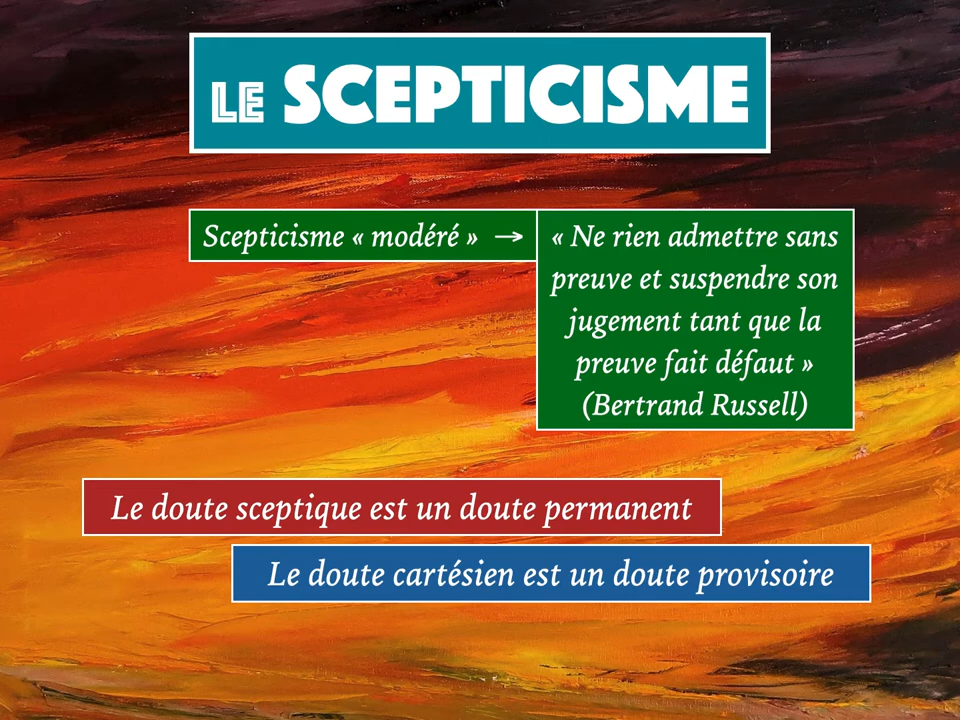 LE SCEPTICISME
Scepticisme « modéré » →
« Ne rien admettre sans
preuve et suspendre son
jugement tant que la
preuve fait défaut »
(Bertrand Russell)
Le doute sceptique est un doute permanent
Le doute cartésien est un doute provisoire